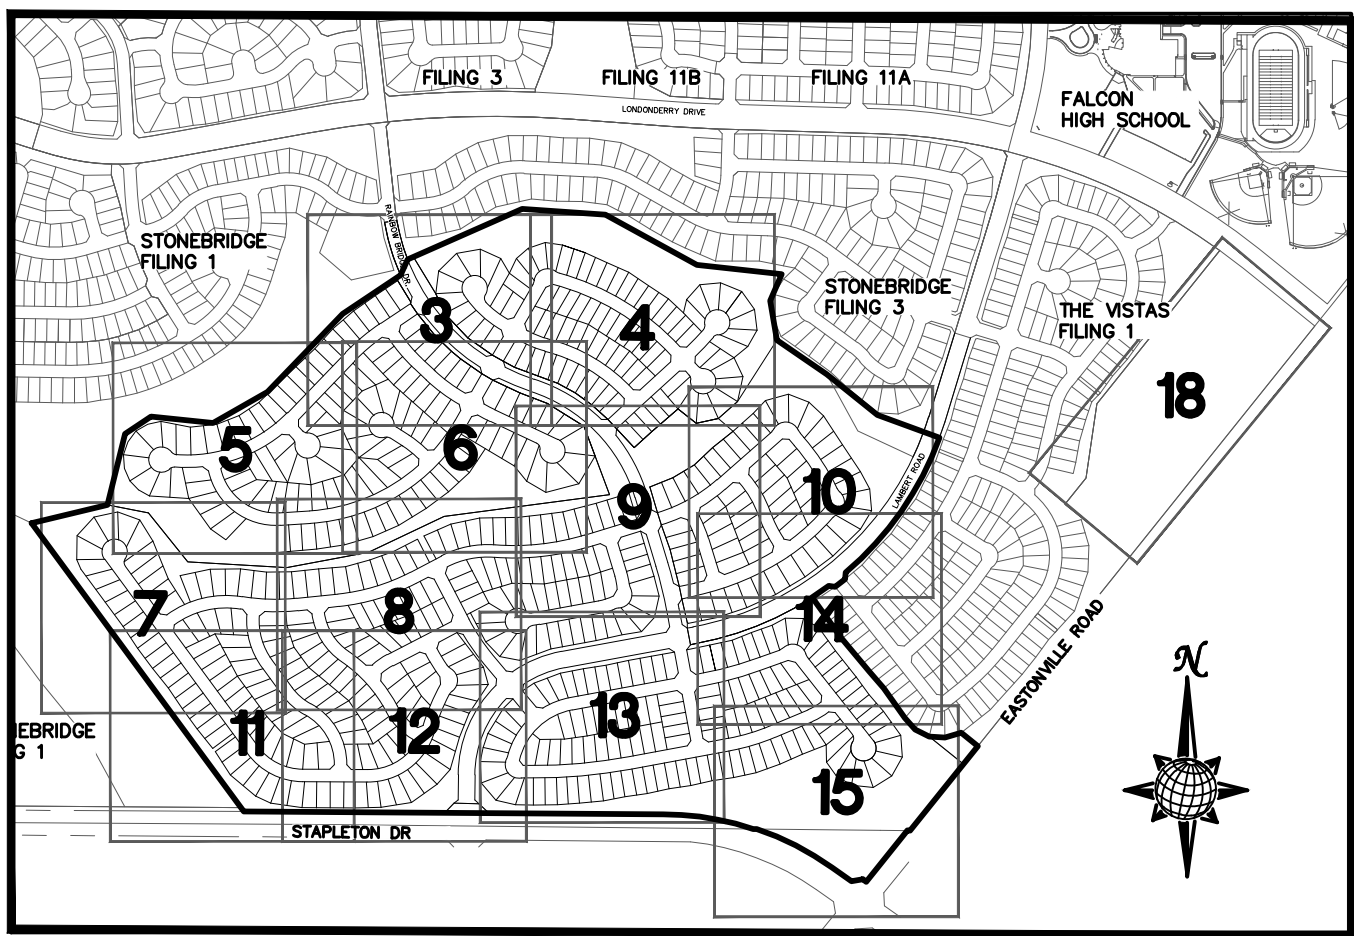 FILING 3
FILING 11B
FILING 11A
LONDONDERRY DRIVE
FALCON
HIGH SCHOOL
RAINBOW BRIDGE DR.
STONEBRIDGE
FILING 1
STONEBRIDGE
FILING 3
THE VISTAS
FILING 1
3
4
18
5
6
10
LAMBERT ROAD
9
7
8
14
EASTONVILLE ROAD
N
NEBRIDGE
G 1
11
12
13
15
STAPLETON DR